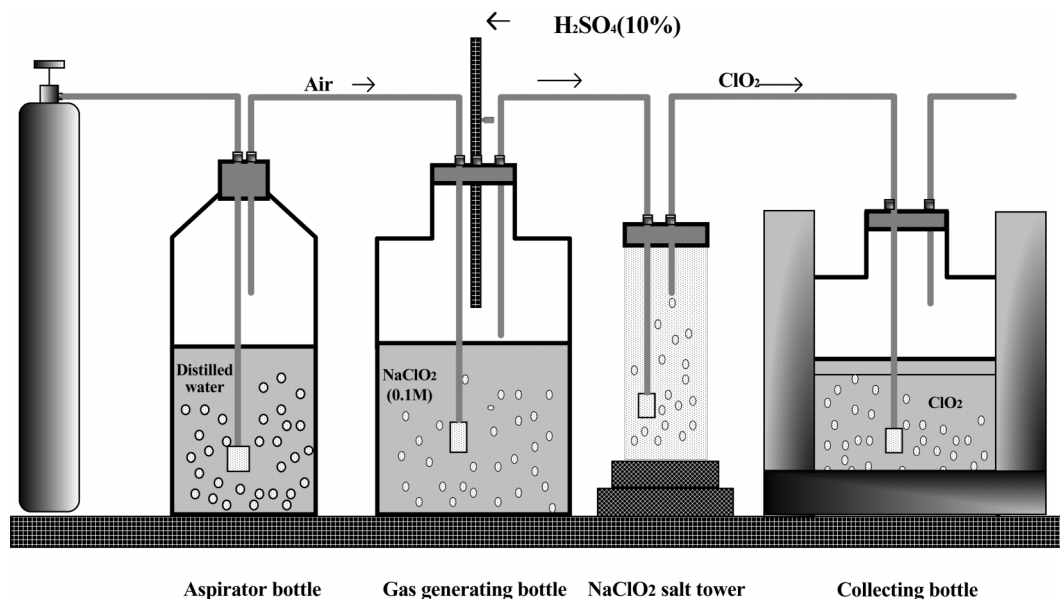 H₂SO₄(10%)
Air
ClO₂
Distilled
water
NaClO₂
(0.1M)
ClO₂
Aspirator bottle
Gas generating bottle
NaClO₂ salt tower
Collecting bottle